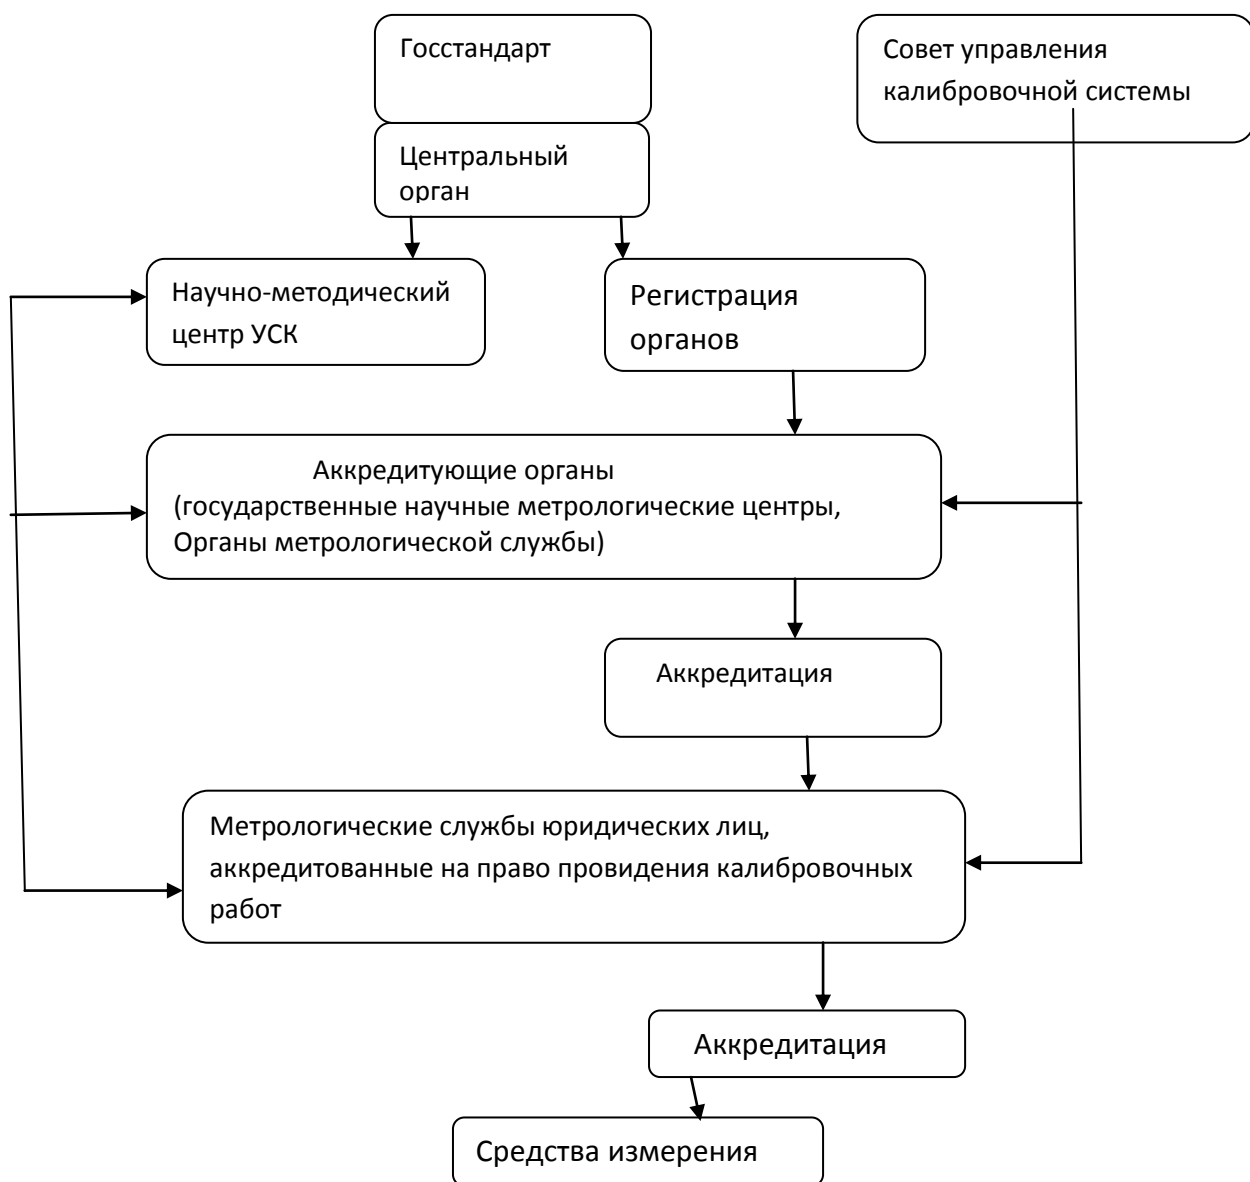 Госстандарт
Совет управления
калибровочной системы
Центральный
орган
Научно-методический
центр УСК
Регистрация
органов
Аккредитующие органы
(государственные научные метрологические центры,
Органы метрологической службы)
Аккредитация
Метрологические службы юридических лиц,
аккредитованные на право провидения калибровочных
работ
Аккредитация
Средства измерения